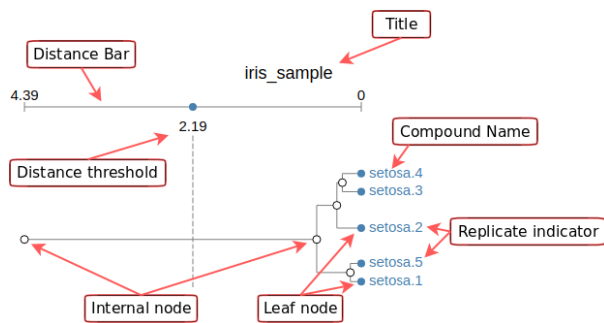 Title
Distance Bar
iris_sample
4.39
0
2.19
Compound Name
Distance threshold
setosa.4
setosa.3
setosa.2
Replicate indicator
setosa.5
setosa.1
Internal node
Leaf node